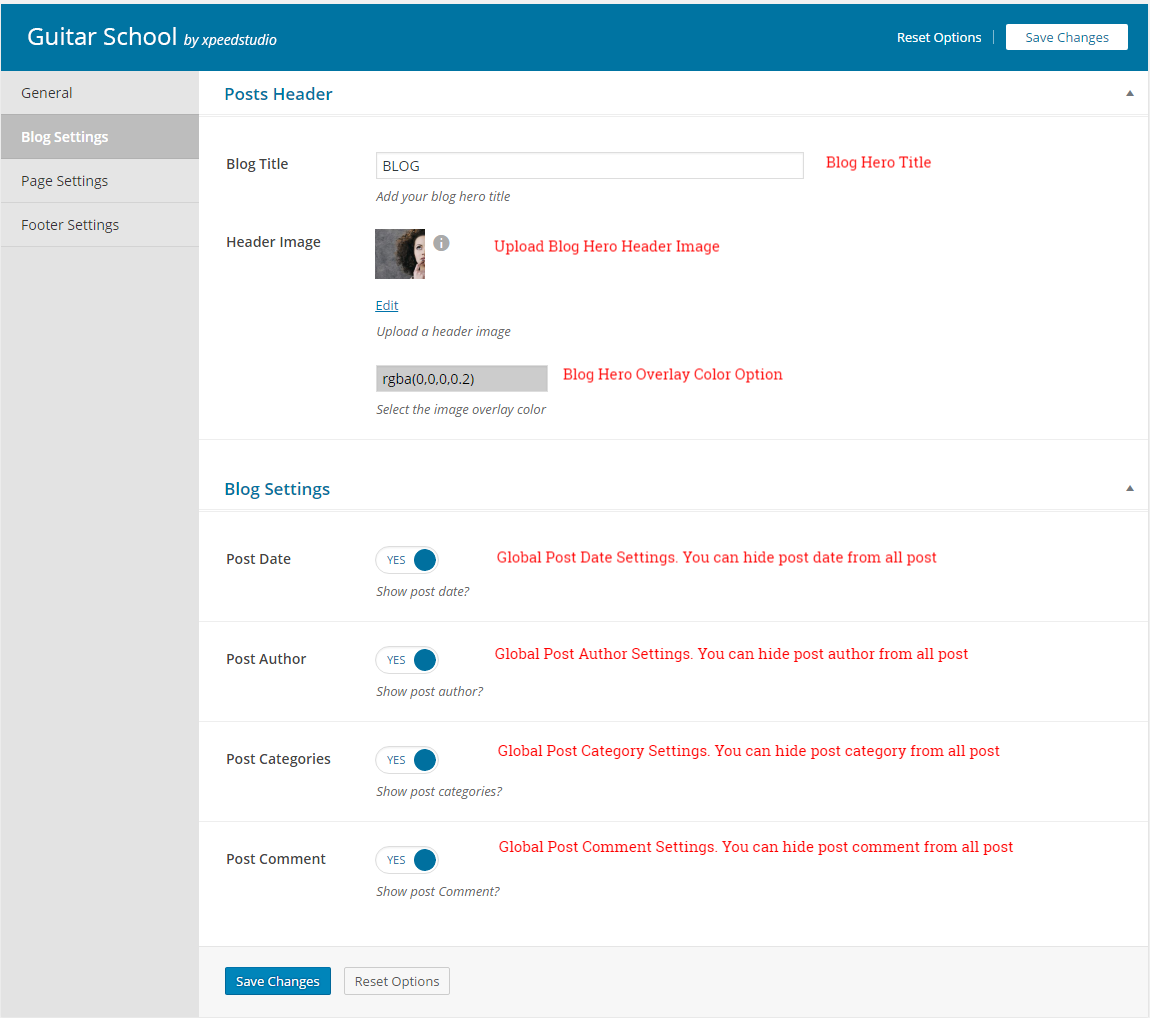 Guitar School by xpeedstudio
Reset Options
Save Changes
General
Blog Settings
Page Settings
Footer Settings
Posts Header
Blog Title
BLOG
Blog Hero Title
Add your blog hero title
Header Image
Upload Blog Hero Header Image
Edit
Upload a header image
rgba(0,0,0,0.2)
Blog Hero Overlay Color Option
Select the image overlay color
Blog Settings
Post Date
YES
Global Post Date Settings. You can hide post date from all post
Show post date?
Post Author
YES
Global Post Author Settings. You can hide post author from all post
Show post author?
Post Categories
YES
Global Post Category Settings. You can hide post category from all post
Show post categories?
Post Comment
YES
Global Post Comment Settings. You can hide post comment from all post
Show post Comment?
Save Changes
Reset Options